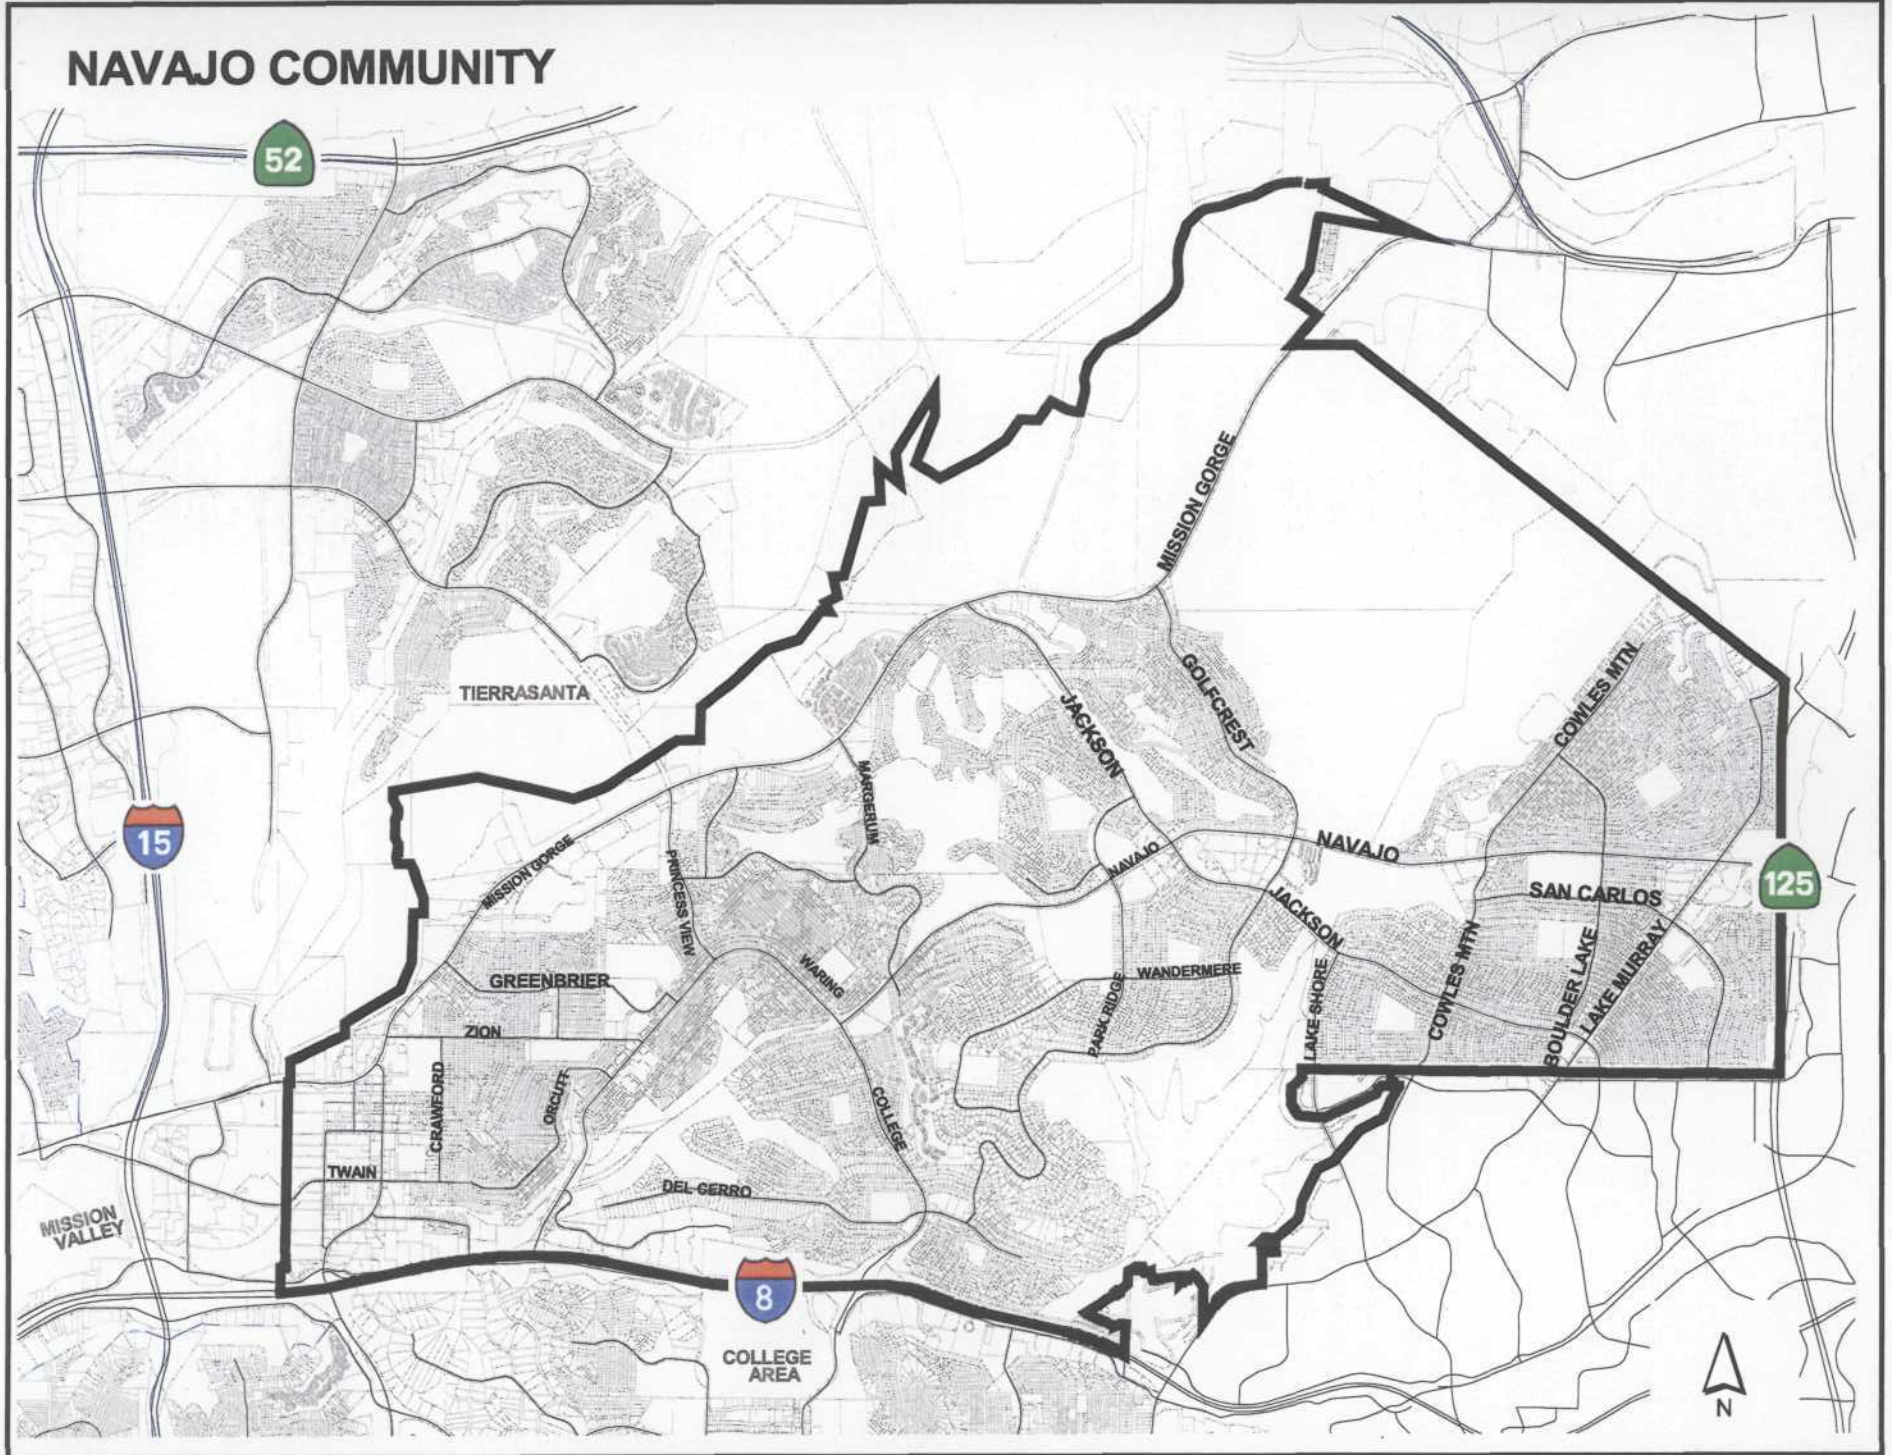 NAVAJO COMMUNITY
52
MISSION GORGE
TIERRASANTA
COWLES MTN
GOLFCREST
JACKSON
MARGERUM
15
MISSION GORGE
PRINCESS VIEW
NAVAJO
NAVAJO
125
SAN CARLOS
JACKSON
WARING
GREENBRIER
WANDERMERE
PARK RIDGE
LAKE SHORE
COWLES MTN
BOULDER LAKE
LAKE MURRAY
ZION
CRAWFORD
ORCUTT
COLLEGE
TWAIN
DEL CERRO
MISSION
VALLEY
8
COLLEGE
AREA
N